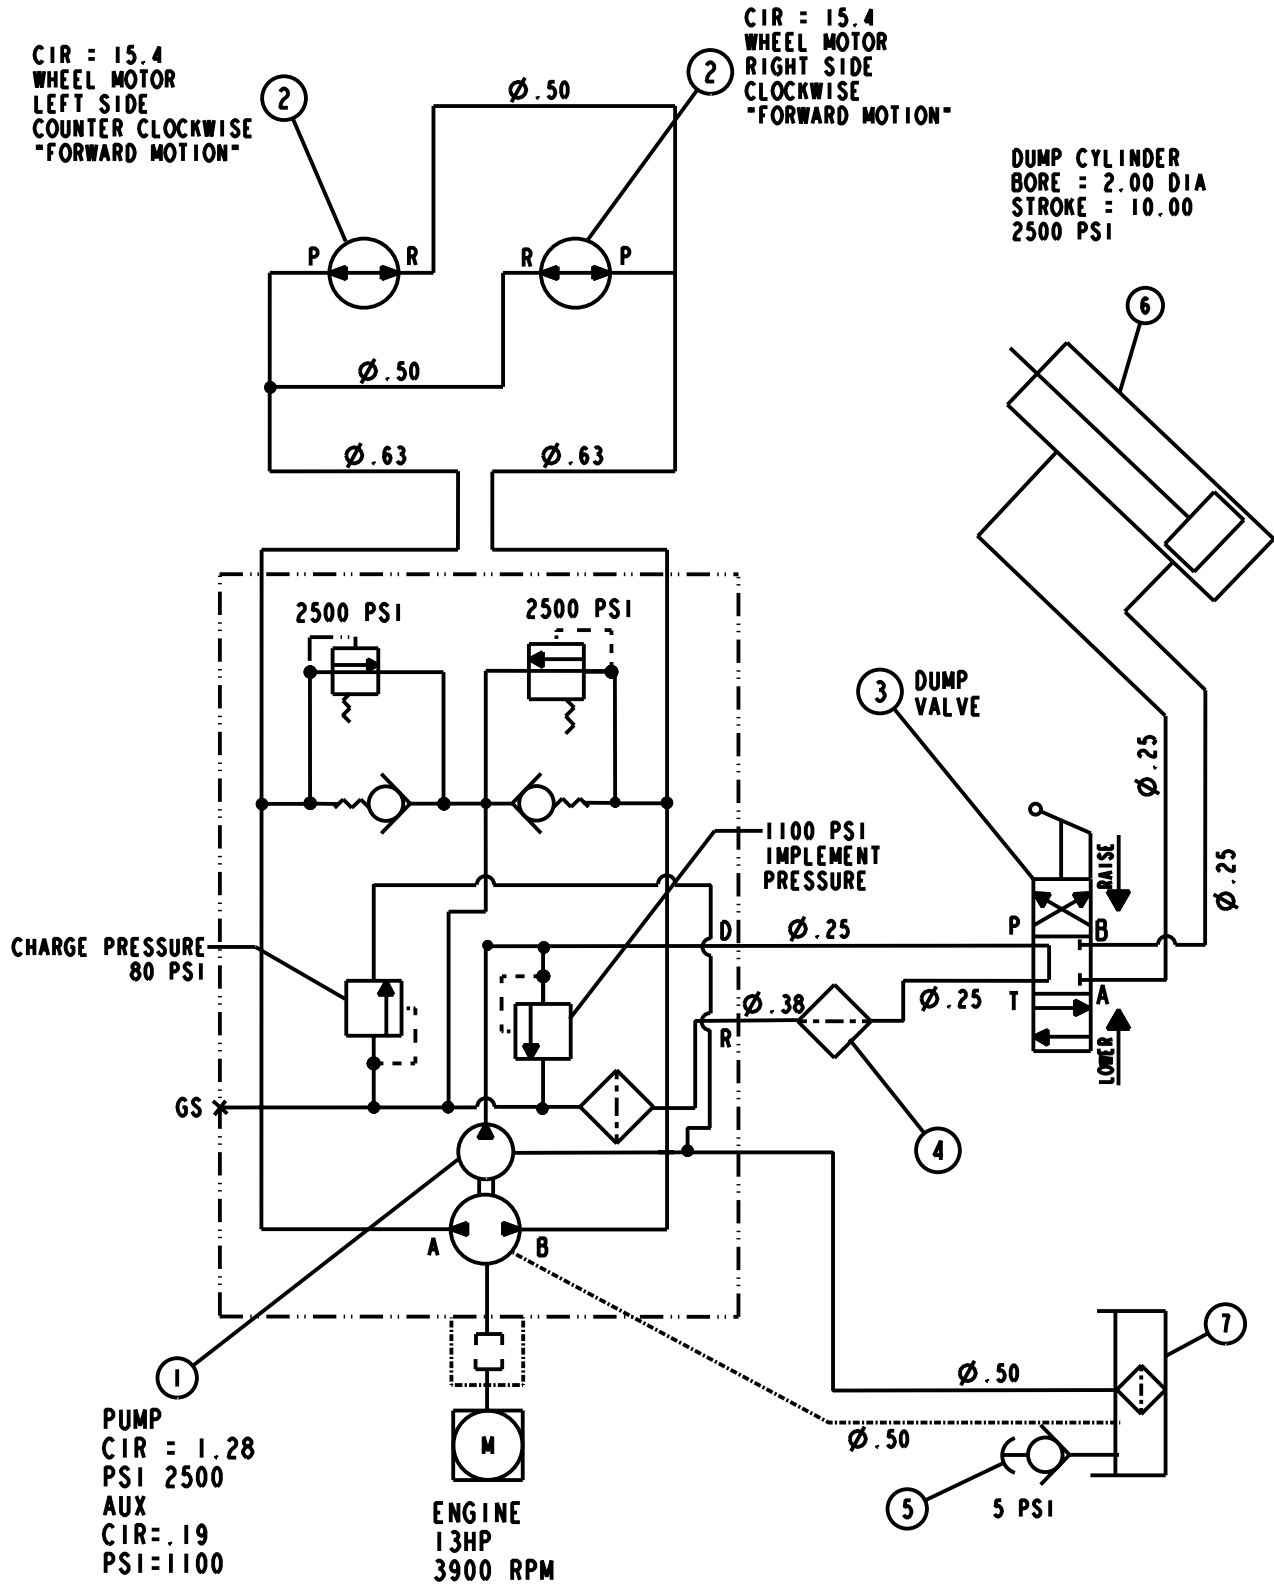 CIR = 15.4
WHEEL MOTOR
LEFT SIDE
COUNTER CLOCKWISE
"FORWARD MOTION"
2
Ø.50
2
CIR = 15.4
WHEEL MOTOR
RIGHT SIDE
CLOCKWISE
"FORWARD MOTION"
DUMP CYLINDER
BORE = 2.00 DIA
STROKE = 10.00
2500 PSI
P
R
R
P
6
Ø.50
Ø.63
Ø.63
2500 PSI
2500 PSI
3
DUMP
VALVE
Ø.25
Ø.25
1100 PSI
IMPLEMENT
PRESSURE
RAISE
CHARGE PRESSURE
80 PSI
D
Ø.25
P
B
Ø.38
R
Ø.25
T
A
LOWER
GS
4
A
B
1
PUMP
CIR = 1.28
PSI 2500
AUX
CIR=.19
PSI=1100
M
ENGINE
13HP
3900 RPM
7
Ø.50
Ø.50
5
5 PSI